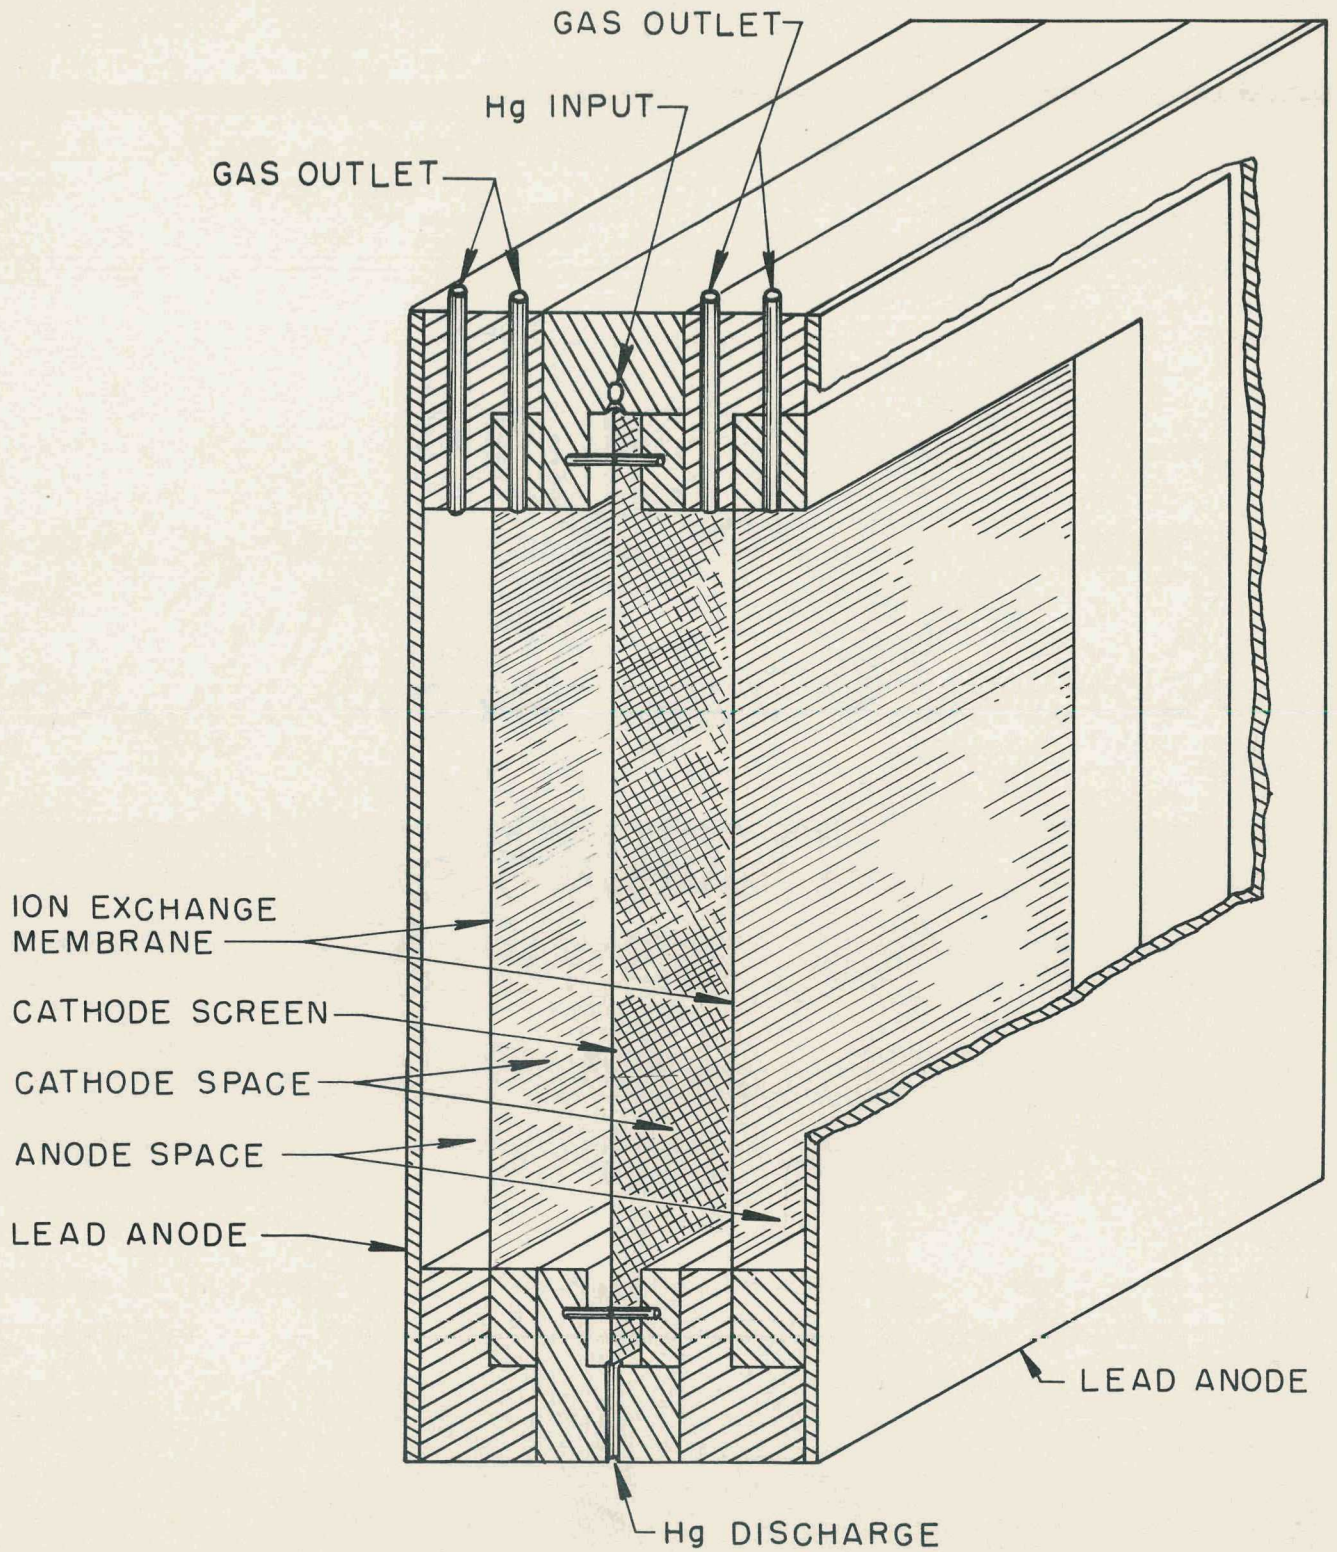 GAS OUTLET
Hg INPUT
GAS OUTLET
ION EXCHANGE
MEMBRANE
CATHODE SCREEN
CATHODE SPACE
ANODE SPACE
LEAD ANODE
LEAD ANODE
Hg DISCHARGE